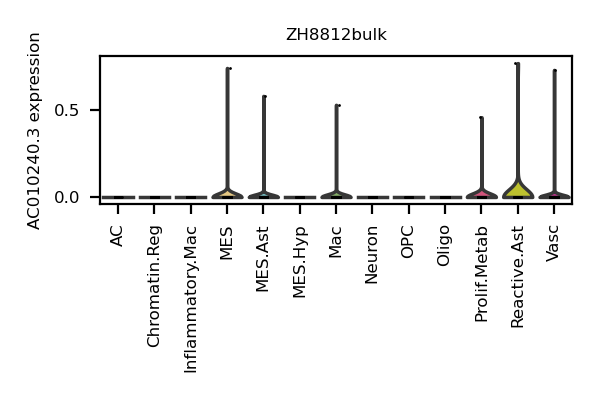 ZH8812bulk
AC010240.3 expression
0.5
0.0
AC
Chromatin.Reg
Inflammatory.Mac
MES
MES.Ast
MES.Hyp
Mac
Neuron
OPC
Oligo
Prolif.Metab
Reactive.Ast
Vasc